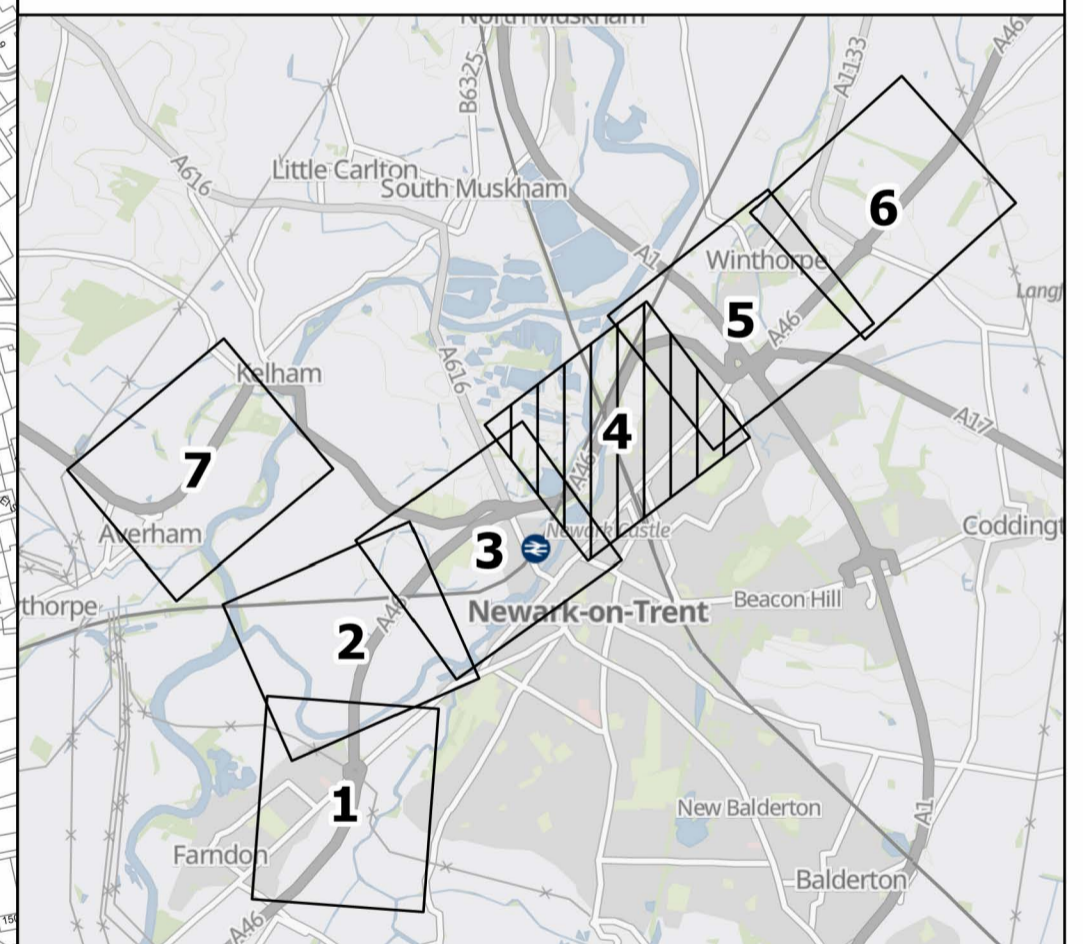 North Muskham
A46
A1133
B6325
Little Carlton
A616
South Muskham
6
A1
Winthorpe
Langf
5
A46
Kelham
A616
A17
4
7
A46
Averham
Newark Castle
Coddingt
3
thorpe
Beacon Hill
Newark-on-Trent
A46
2
1
New Balderton
A1
Farndon
Balderton
150
A46